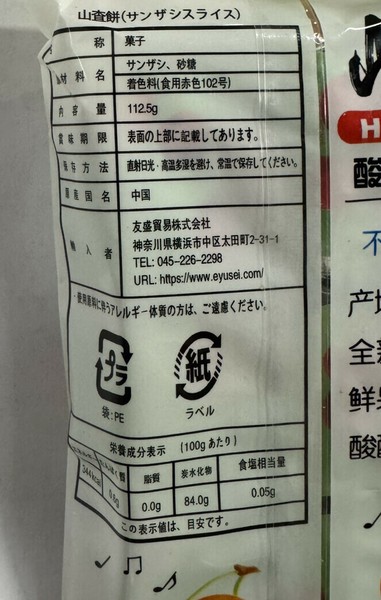 山査餅(サンザシスライス)
称 菓子
材料名 サンザシ、砂糖
着色料(食用赤色102号)
内容量 112.5g
賞味期限 表面の上部に記載してあります。
保存方法 直射日光・高温多湿を避け、常温で保存してください。
原産国名 中国
輸入者 友盛貿易株式会社
神奈川県横浜市中区太田町2-31-1
TEL: 045-226-2298
URL: https://www.eyusei.com/
使用原料に伴うアレルギー体質の方は、ご遠慮ください。
プラ
紙
袋:PE
ラベル
栄養成分表示 (100gあたり)
脂質 炭水化物 食塩相当量
344kcal 0.0g 84.0g 0.05g
この表示値は、目安です。
H
酸
不
产地
全新
鲜果
酸酸